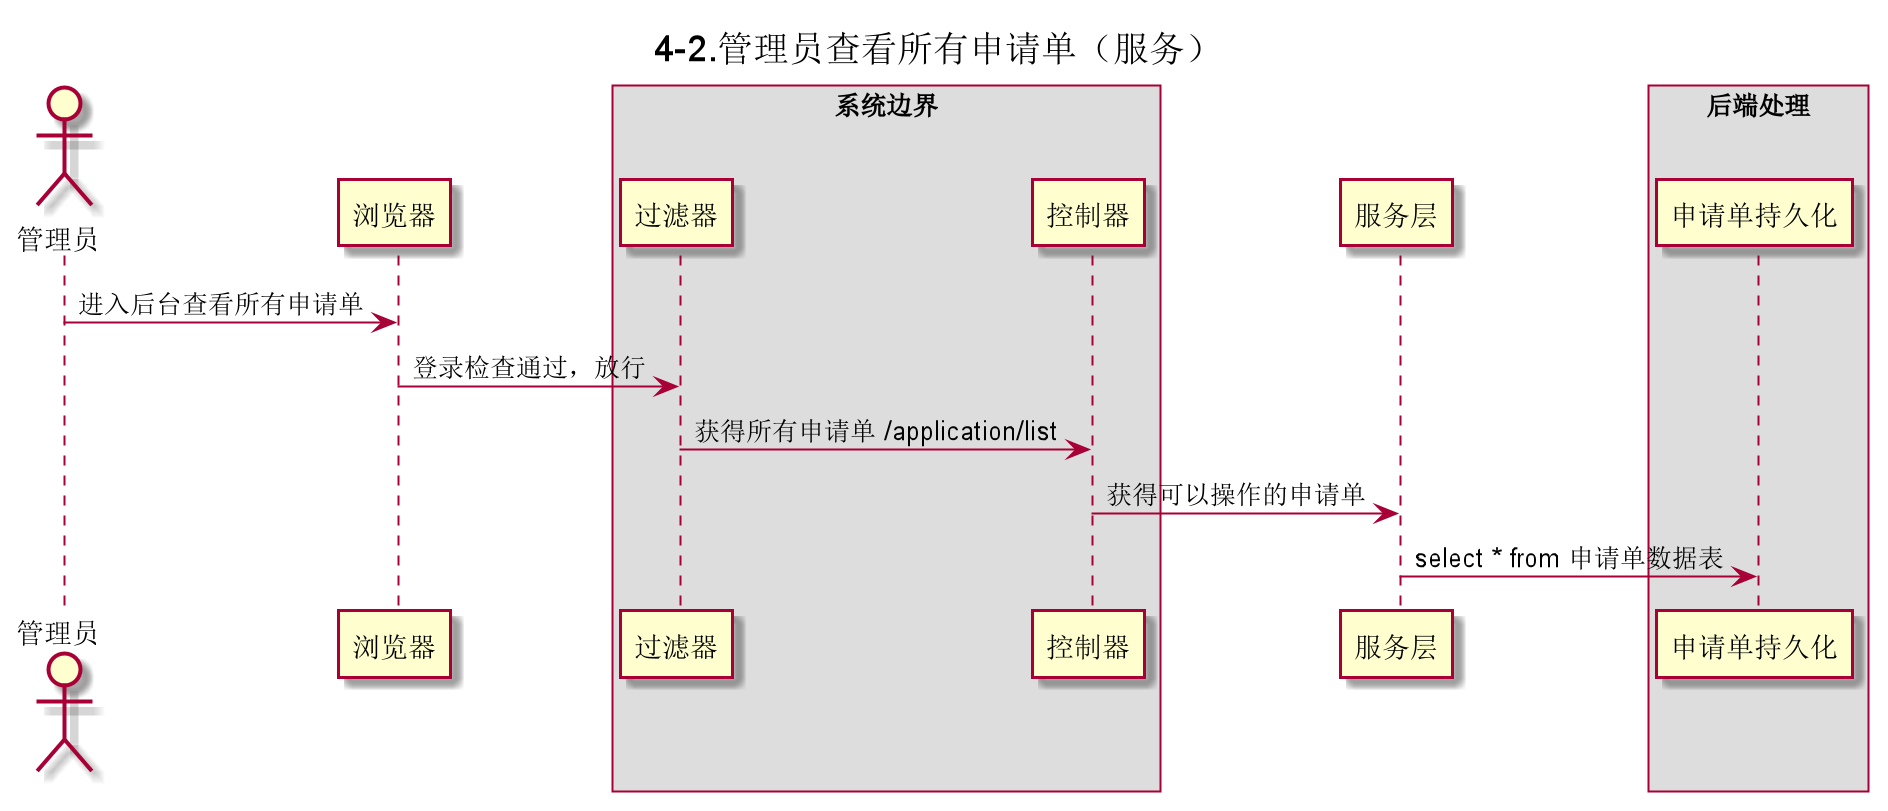 4-2.管理员查看所有申请单（服务）
系统边界
后端处理
管理员
浏览器
过滤器
控制器
服务层
申请单持久化
进入后台查看所有申请单
登录检查通过，放行
获得所有申请单 /application/list
获得可以操作的申请单
select * from 申请单数据表
管理员
浏览器
过滤器
控制器
服务层
申请单持久化